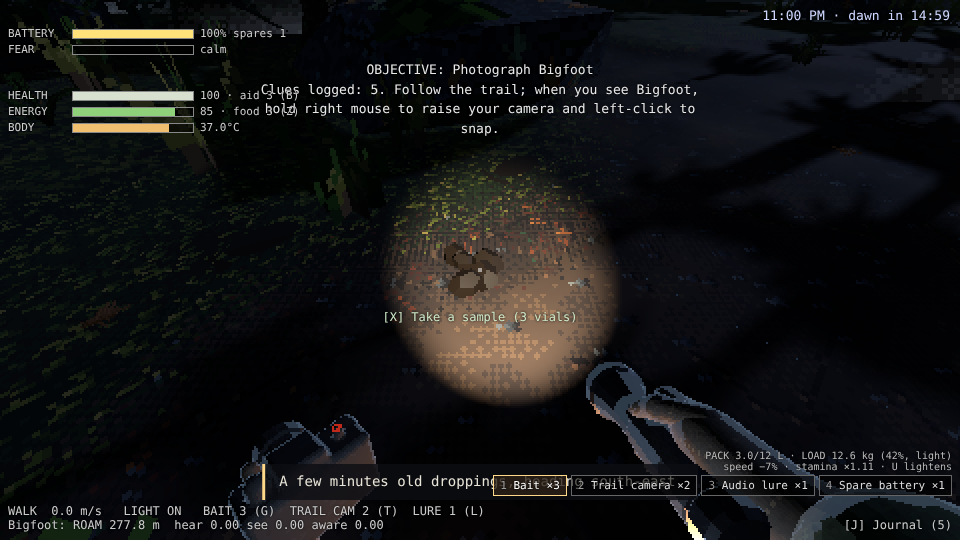 11:00 PM · dawn in 14:59
BATTERY 100% spares 1
FEAR calm
HEALTH 100 · aid 3 (B)
ENERGY 85 · food 3 (Z)
BODY 37.0°C
OBJECTIVE: Photograph Bigfoot
Clues logged: 5. Follow the trail; when you see Bigfoot,
hold right mouse to raise your camera and left-click to
snap.
[X] Take a sample (3 vials)
PACK 3.0/12 L · LOAD 12.6 kg (42%, light)
speed −7% · stamina ×1.11 · U lightens
A few minutes old droppings, heading south-east
1 Bait ×3 2 Trail camera ×2 3 Audio lure ×1 4 Spare battery ×1
WALK 0.0 m/s LIGHT ON BAIT 3 (G) TRAIL CAM 2 (T) LURE 1 (L)
Bigfoot: ROAM 277.8 m hear 0.00 see 0.00 aware 0.00
[J] Journal (5)